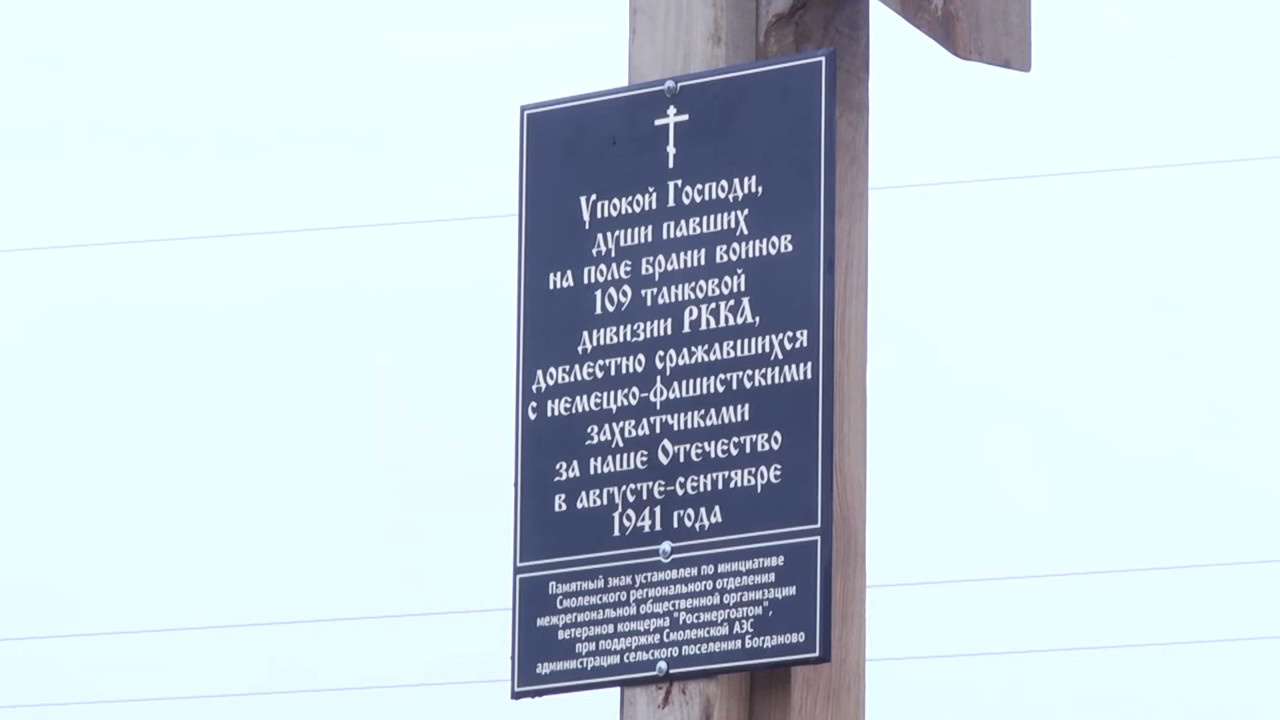 Упокой Господи,
души павших
на поле брани воинов
109 танковой
дивизии РККА,
доблестно сражавшихся
с немецко-фашистскими
захватчиками
за наше Отечество
в августе-сентябре
1941 года
Памятный знак установлен по инициативе
Смоленского регионального отделения
межрегиональной общественной организации
ветеранов концерна "Росэнергоатом",
при поддержке Смоленской АЭС
администрации сельского поселения Богданово